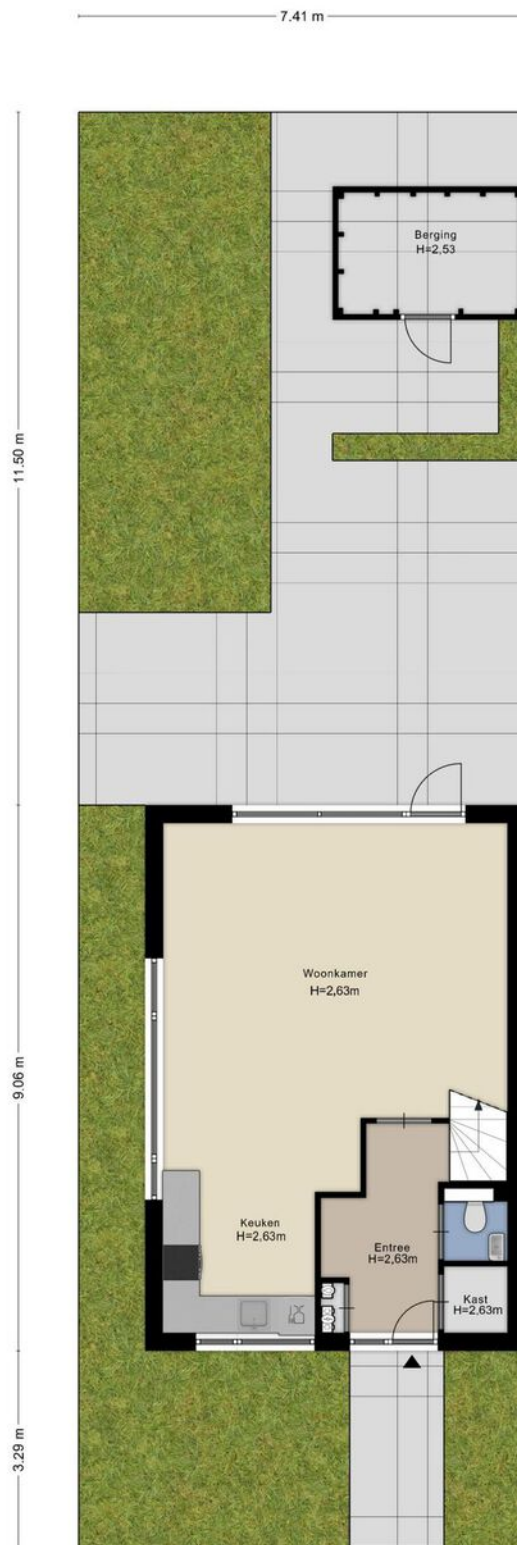 7.41 m
Berging
H=2,53
11.50 m
Woonkamer
H=2,63m
9.06 m
Keuken
H=2,63m
Entree
H=2,63m
Kast
H=2,63m
3.29 m